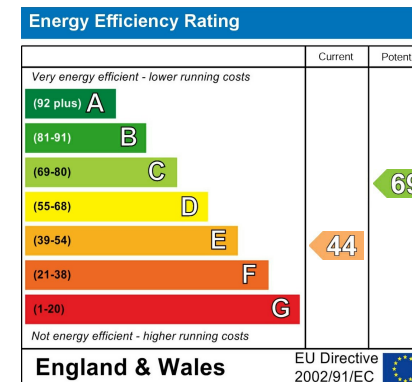 Energy Efficiency Rating
Current Potent
Very energy efficient - lower running costs
(92 plus) A
(81-91) B
(69-80) C
69
(55-68) D
(39-54) E
44
(21-38) F
(1-20) G
Not energy efficient - higher running costs
England & Wales
EU Directive
2002/91/EC